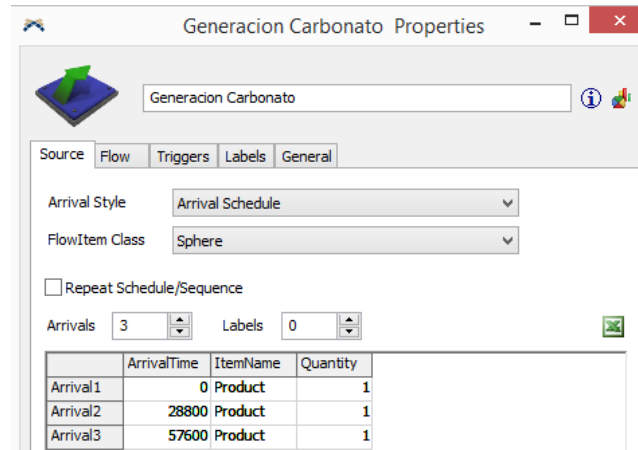 Generacion Carbonato Properties
Generacion Carbonato
Source Flow Triggers Labels General
Arrival Style Arrival Schedule
FlowItem Class Sphere
Repeat Schedule/Sequence
Arrivals 3 Labels 0
ArrivalTime ItemName Quantity
Arrival1 0 Product 1
Arrival2 28800 Product 1
Arrival3 57600 Product 1